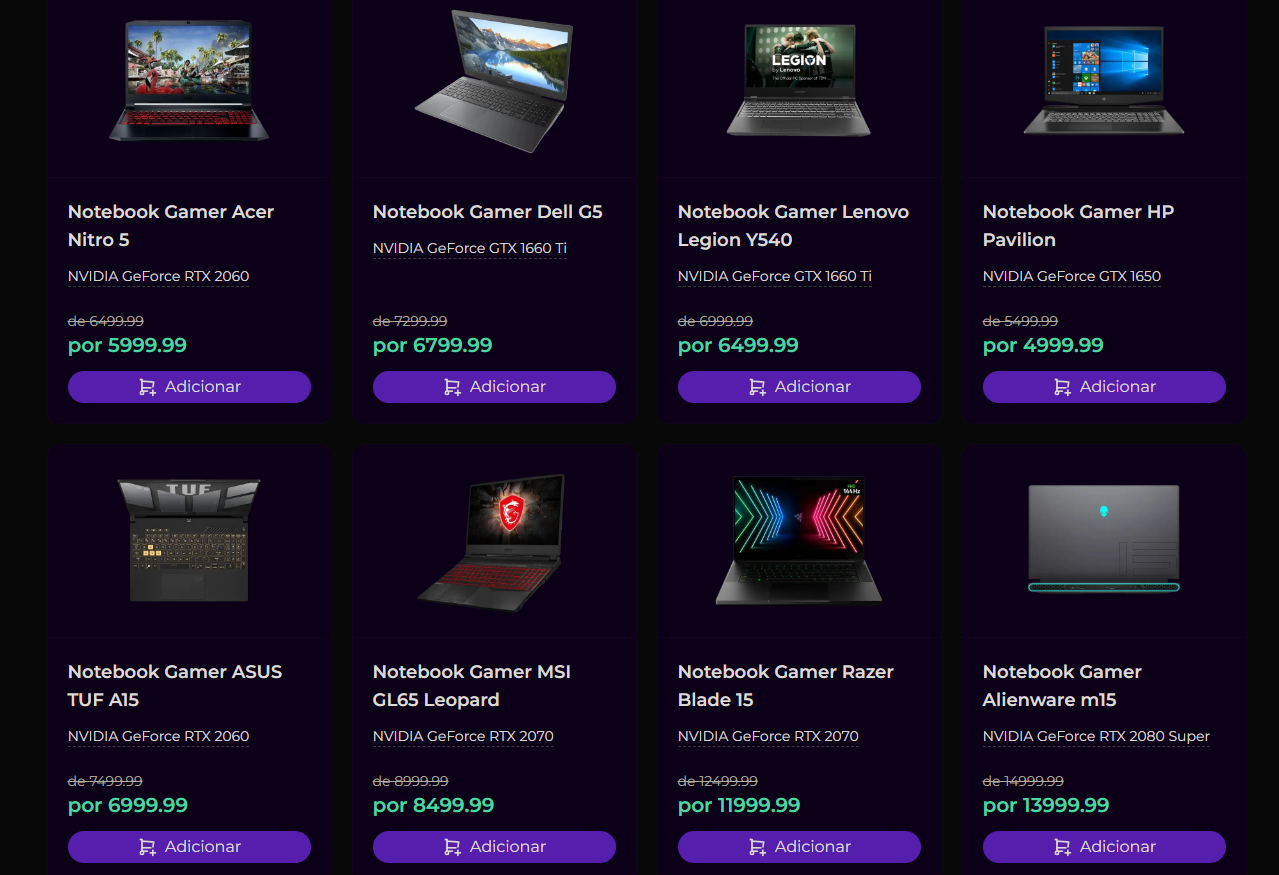 LEGION
by Lenovo
Notebook Gamer Acer
Nitro 5
NVIDIA GeForce RTX 2060
de 6499.99
por 5999.99
Adicionar
Notebook Gamer Dell G5
NVIDIA GeForce GTX 1660 Ti
de 7299.99
por 6799.99
Adicionar
Notebook Gamer Lenovo
Legion Y540
NVIDIA GeForce GTX 1660 Ti
de 6999.99
por 6499.99
Adicionar
Notebook Gamer HP
Pavilion
NVIDIA GeForce GTX 1650
de 5499.99
por 4999.99
Adicionar
TUF
Notebook Gamer ASUS
TUF A15
NVIDIA GeForce RTX 2060
de 7499.99
por 6999.99
Adicionar
Notebook Gamer MSI
GL65 Leopard
NVIDIA GeForce RTX 2070
de 8999.99
por 8499.99
Adicionar
144Hz
Notebook Gamer Razer
Blade 15
NVIDIA GeForce RTX 2070
de 12499.99
por 11999.99
Adicionar
Notebook Gamer
Alienware m15
NVIDIA GeForce RTX 2080 Super
de 14999.99
por 13999.99
Adicionar